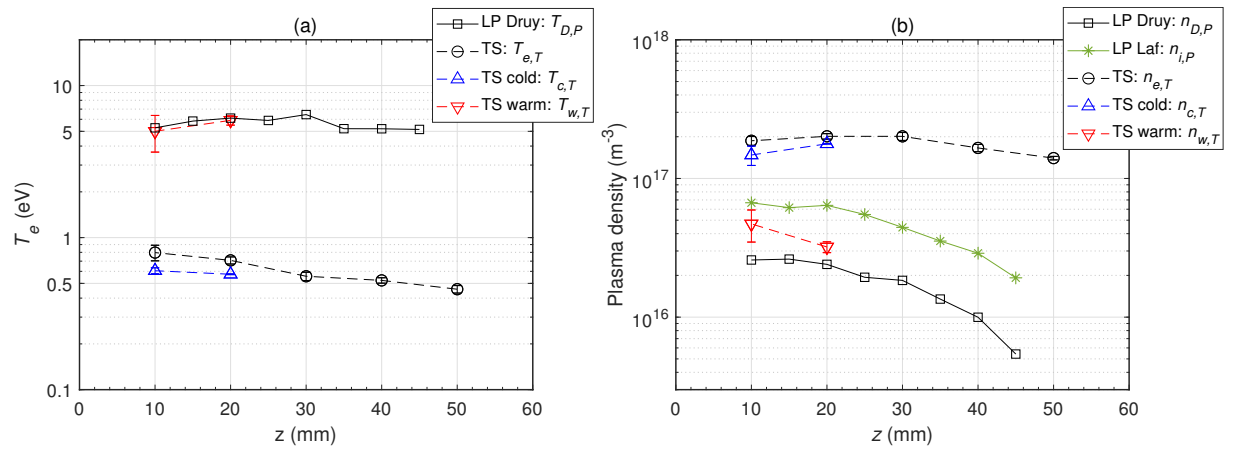 (a)
LP Druy: T_{D,P}
TS: T_{e,T}
TS cold: T_{c,T}
TS warm: T_{w,T}
10
5
1
0.5
0.1
T_e (eV)
0 10 20 30 40 50 60
z (mm)
(b)
LP Druy: n_{D,P}
LP Laf: n_{i,P}
TS: n_{e,T}
TS cold: n_{c,T}
TS warm: n_{w,T}
10^{18}
10^{17}
10^{16}
Plasma density (m^{-3})
0 10 20 30 40 50 60
z (mm)